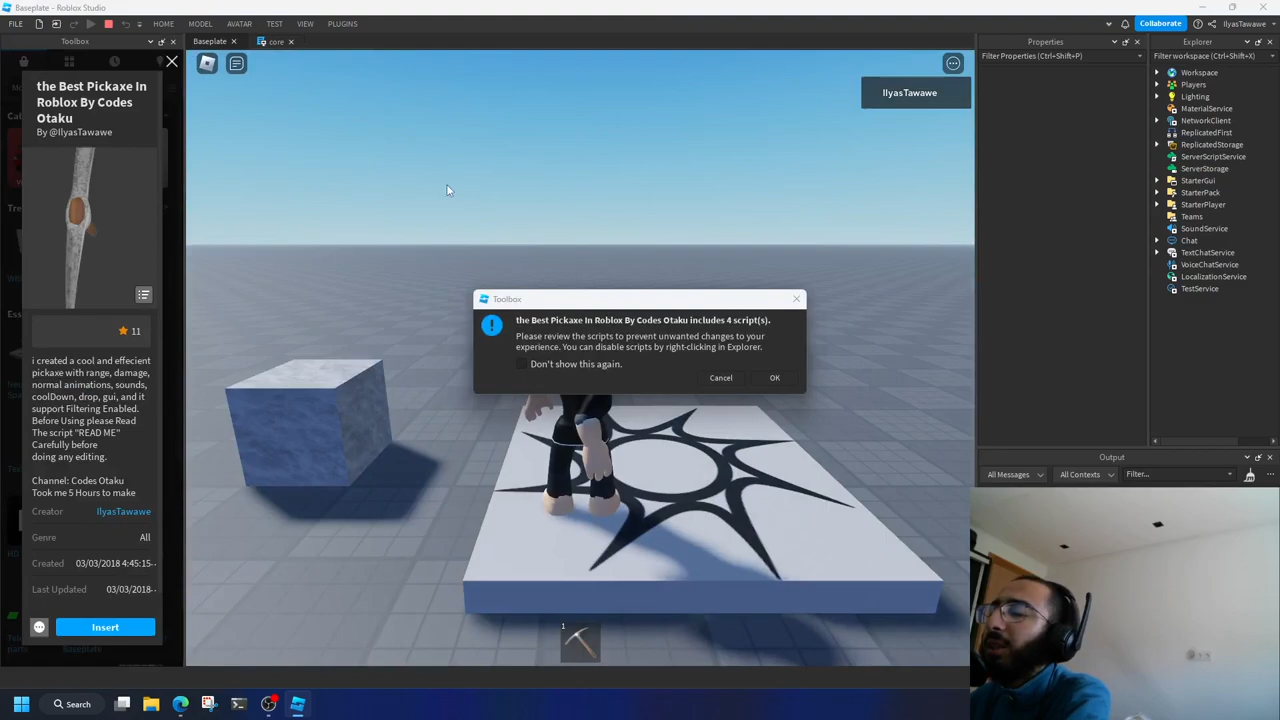 Baseplate - Roblox Studio
FILE
HOME
MODEL
AVATAR
TEST
VIEW
PLUGINS
Collaborate
IlyasTawawe
Toolbox
Baseplate
core
Properties
Explorer
Filter Properties (Ctrl+Shift+P)
Filter workspace (Ctrl+Shift+X)
the Best Pickaxe In
Roblox By Codes
Otaku
By @IlyasTawawe
11
i created a cool and effecient
pickaxe with range, damage,
normal animations, sounds,
coolDown, drop, gui, and it
support Filtering Enabled.
Before Using please Read
The script "READ ME"
Carefully before
doing any editing.
Channel: Codes Otaku
Took me 5 Hours to make
Creator IlyasTawawe
Genre All
Created 03/03/2018 4:45:15..
Last Updated 03/03/2018..
Insert
IlyasTawawe
Toolbox
the Best Pickaxe In Roblox By Codes Otaku includes 4 script(s).
Please review the scripts to prevent unwanted changes to your
experience. You can disable scripts by right-clicking in Explorer.
Don't show this again.
Cancel
OK
1
Workspace
Players
Lighting
MaterialService
NetworkClient
ReplicatedFirst
ReplicatedStorage
ServerScriptService
ServerStorage
StarterGui
StarterPack
StarterPlayer
Teams
SoundService
Chat
TextChatService
VoiceChatService
LocalizationService
TestService
Output
All Messages
All Contexts
Filter...
Search